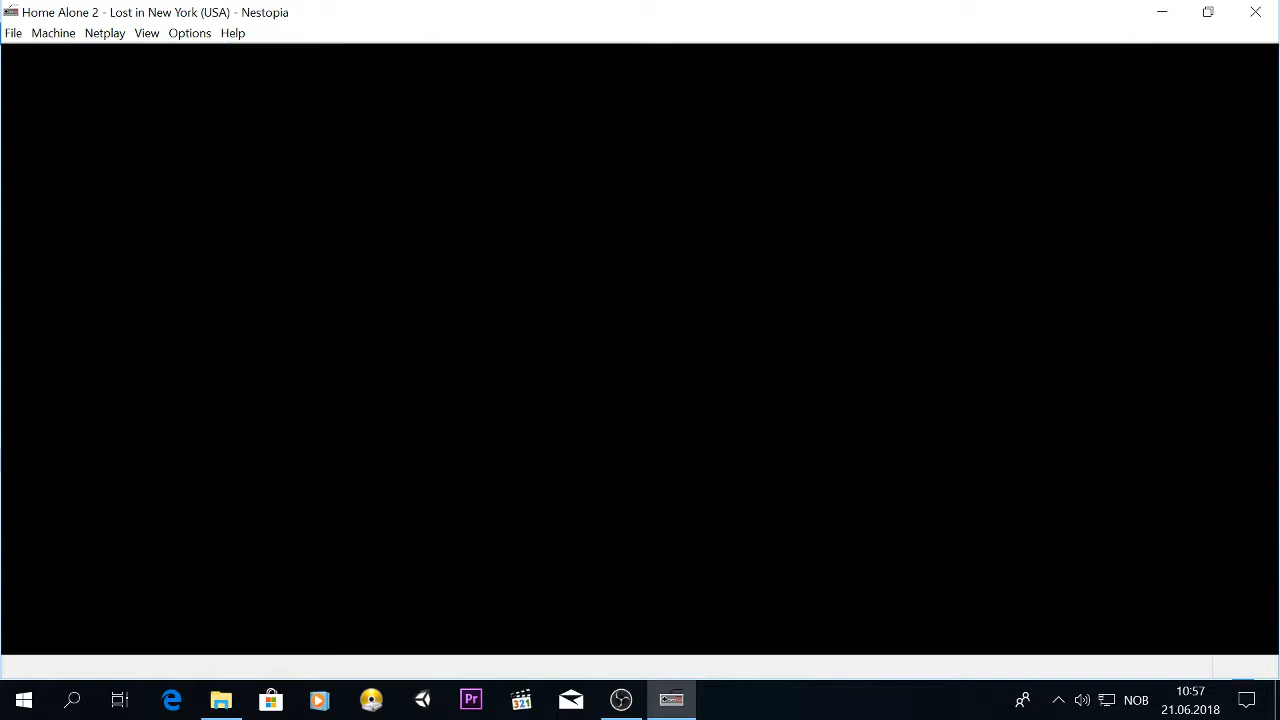 Home Alone 2 - Lost in New York (USA) - Nestopia
File Machine Netplay View Options Help
Pr
321
NOB
10:57
21.06.2018